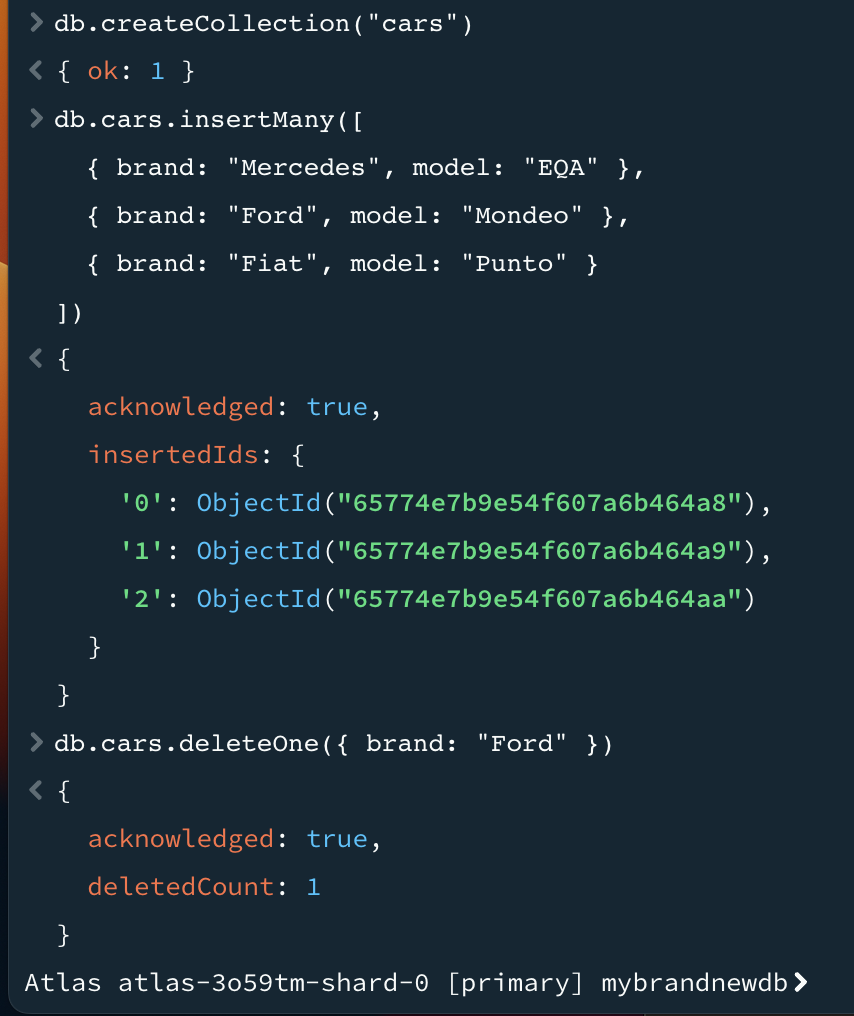 > db.createCollection("cars")
< { ok: 1 }
> db.cars.insertMany([
    { brand: "Mercedes", model: "EQA" },
    { brand: "Ford", model: "Mondeo" },
    { brand: "Fiat", model: "Punto" }
  ])
< {
    acknowledged: true,
    insertedIds: {
      '0': ObjectId("65774e7b9e54f607a6b464a8"),
      '1': ObjectId("65774e7b9e54f607a6b464a9"),
      '2': ObjectId("65774e7b9e54f607a6b464aa")
    }
  }
> db.cars.deleteOne({ brand: "Ford" })
< {
    acknowledged: true,
    deletedCount: 1
  }
Atlas atlas-3o59tm-shard-0 [primary] mybrandnewdb>